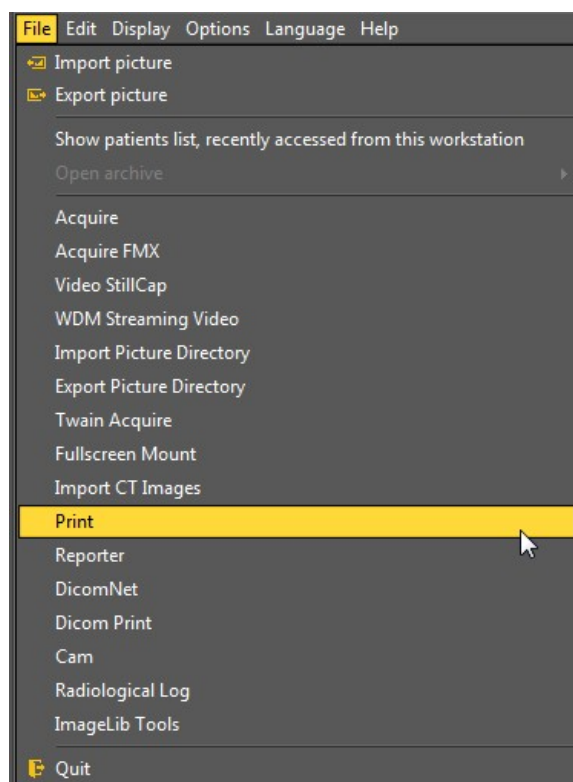 File Edit Display Options Language Help
Import picture
Export picture
Show patients list, recently accessed from this workstation
Open archive
Acquire
Acquire FMX
Video StillCap
WDM Streaming Video
Import Picture Directory
Export Picture Directory
Twain Acquire
Fullscreen Mount
Import CT Images
Print
Reporter
DicomNet
Dicom Print
Cam
Radiological Log
ImageLib Tools
Quit